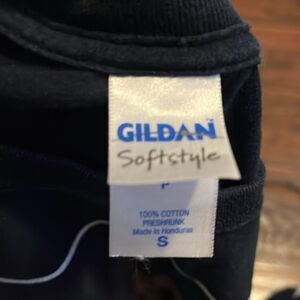 GILDAN
Softstyle
100% COTTON
PRESHRUNK
Made in Honduras
S